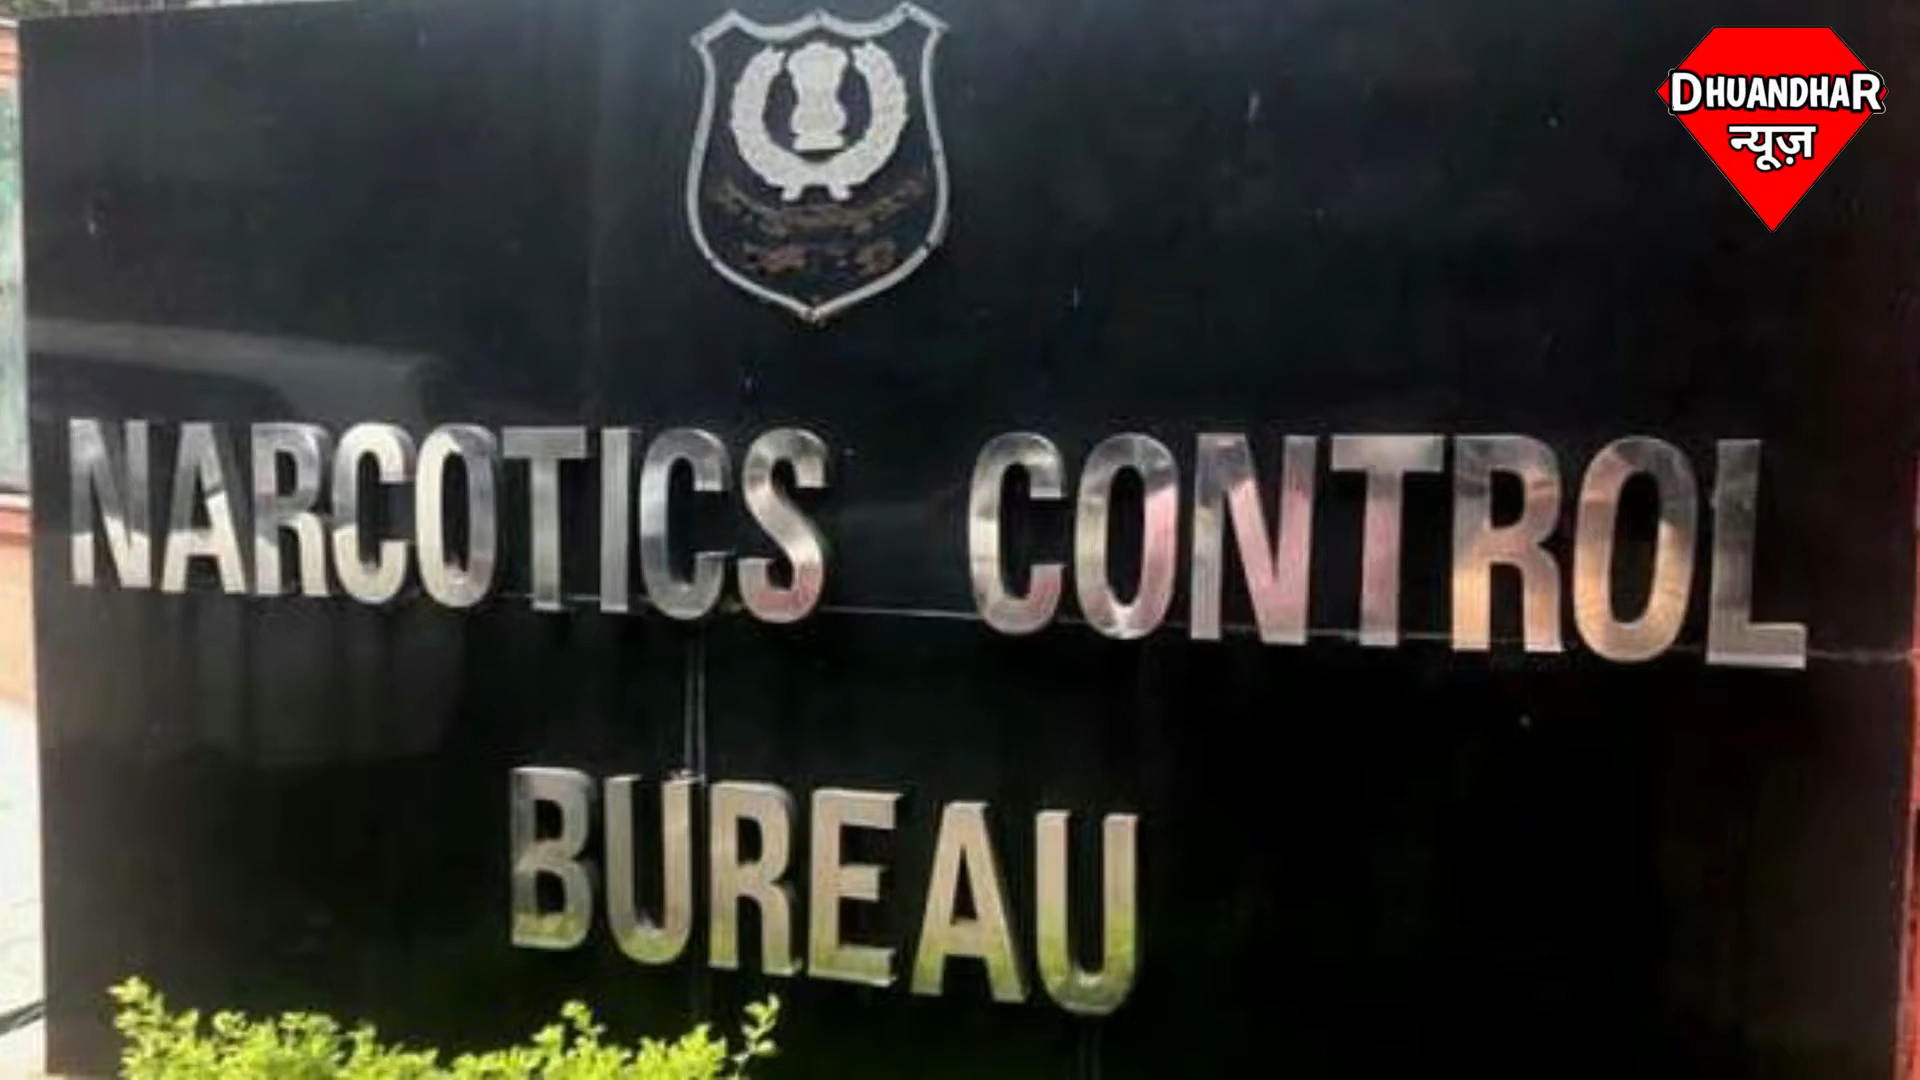 DHUANDHAR
न्यूज़
NARCOTICS CONTROL
BUREAU